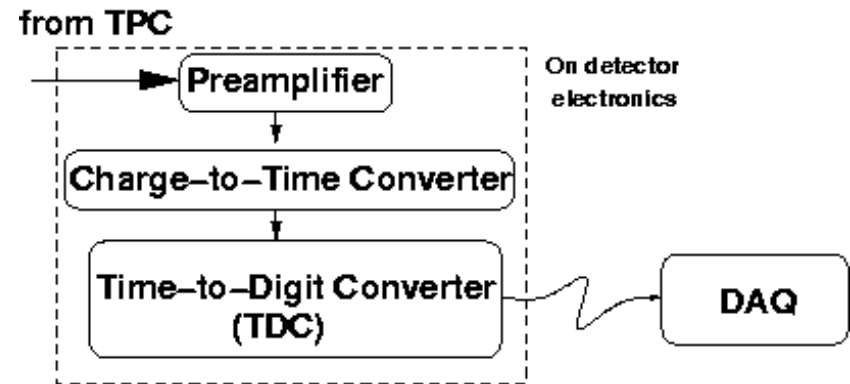 from TPC
Preamplifier
On detector
electronics
Charge–to–Time Converter
Time–to–Digit Converter
(TDC)
DAQ